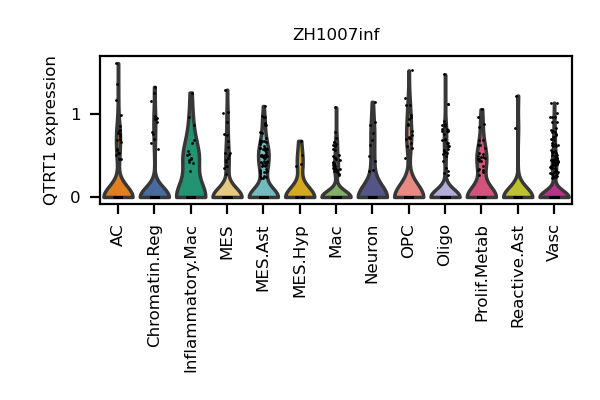 ZH1007inf
QTRT1 expression
1
0
AC
Chromatin.Reg
Inflammatory.Mac
MES
MES.Ast
MES.Hyp
Mac
Neuron
OPC
Oligo
Prolif.Metab
Reactive.Ast
Vasc